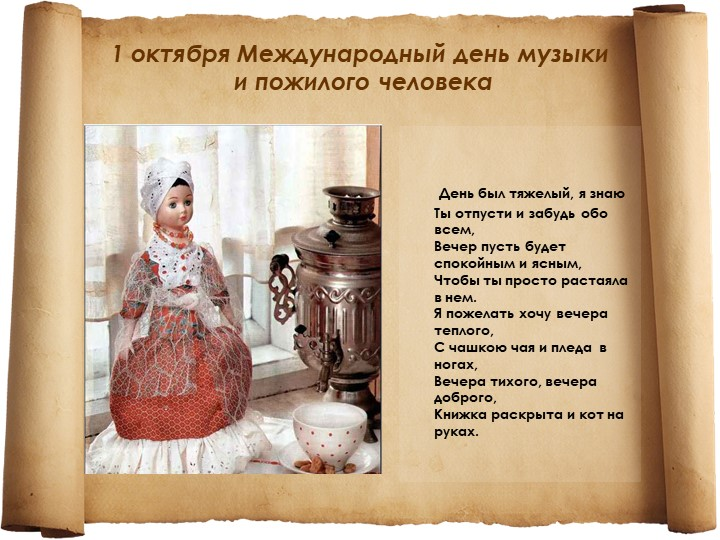 1 октября Международный день музыки
и пожилого человека
День был тяжелый, я знаю
Ты отпусти и забудь обо
всем,
Вечер пусть будет
спокойным и ясным,
Чтобы ты просто растаяла
в нем.
Я пожелать хочу вечера
теплого,
С чашкою чая и пледа в
ногах,
Вечера тихого, вечера
доброго,
Книжка раскрыта и кот на
руках.